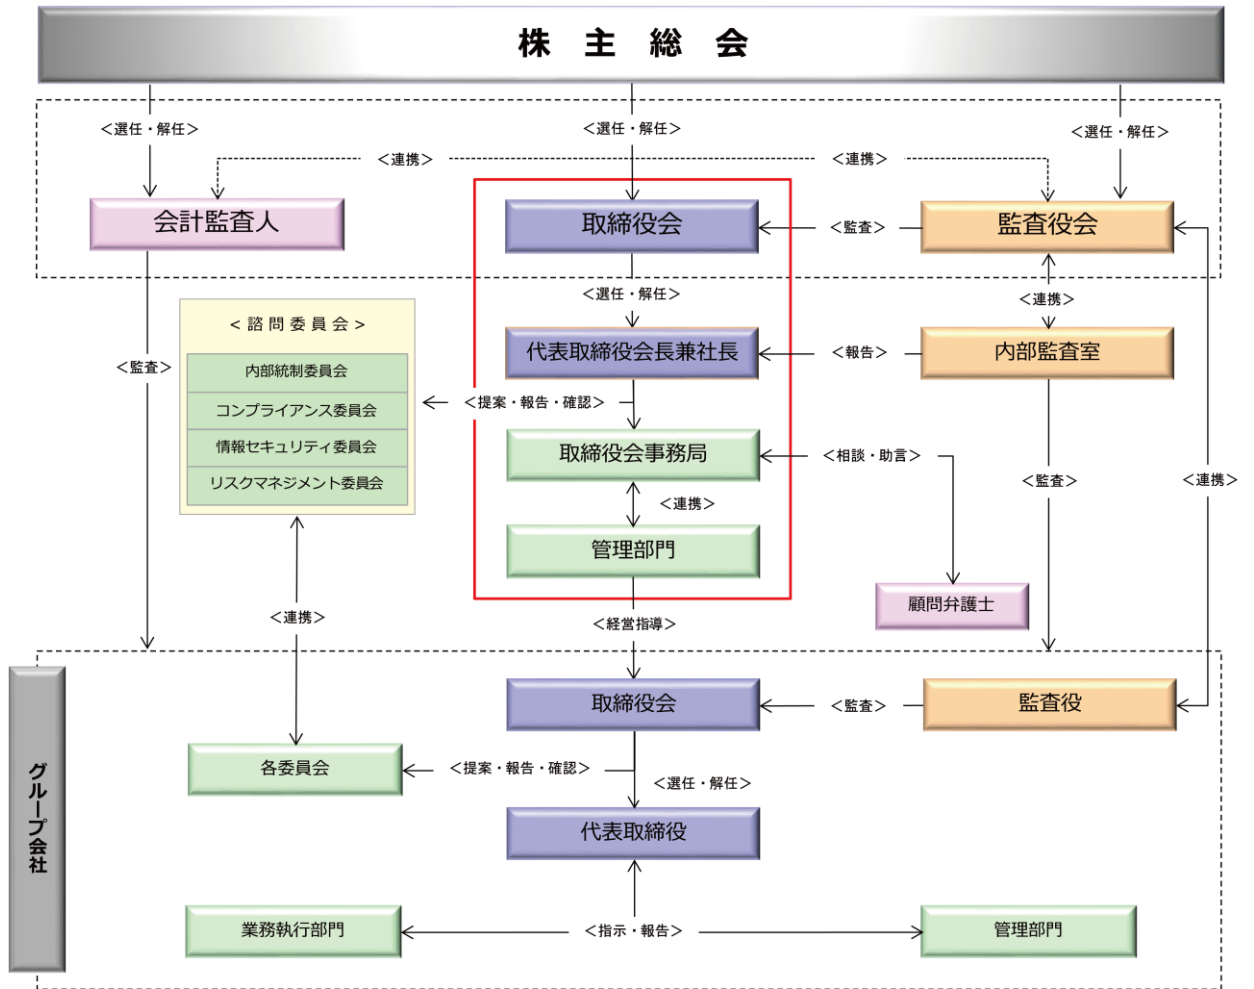 株主総会
＜選任・解任＞
＜選任・解任＞
＜選任・解任＞
＜連携＞
＜連携＞
会計監査人
取締役会
＜監査＞
監査役会
＜選任・解任＞
＜連携＞
＜諮問委員会＞
内部統制委員会
コンプライアンス委員会
情報セキュリティ委員会
リスクマネジメント委員会
＜監査＞
代表取締役会長兼社長
＜報告＞
内部監査室
＜提案・報告・確認＞
取締役会事務局
＜相談・助言＞
＜監査＞
＜連携＞
＜連携＞
管理部門
顧問弁護士
＜連携＞
＜経営指導＞
グループ会社
取締役会
＜監査＞
監査役
各委員会
＜提案・報告・確認＞
＜選任・解任＞
代表取締役
業務執行部門
＜指示・報告＞
管理部門